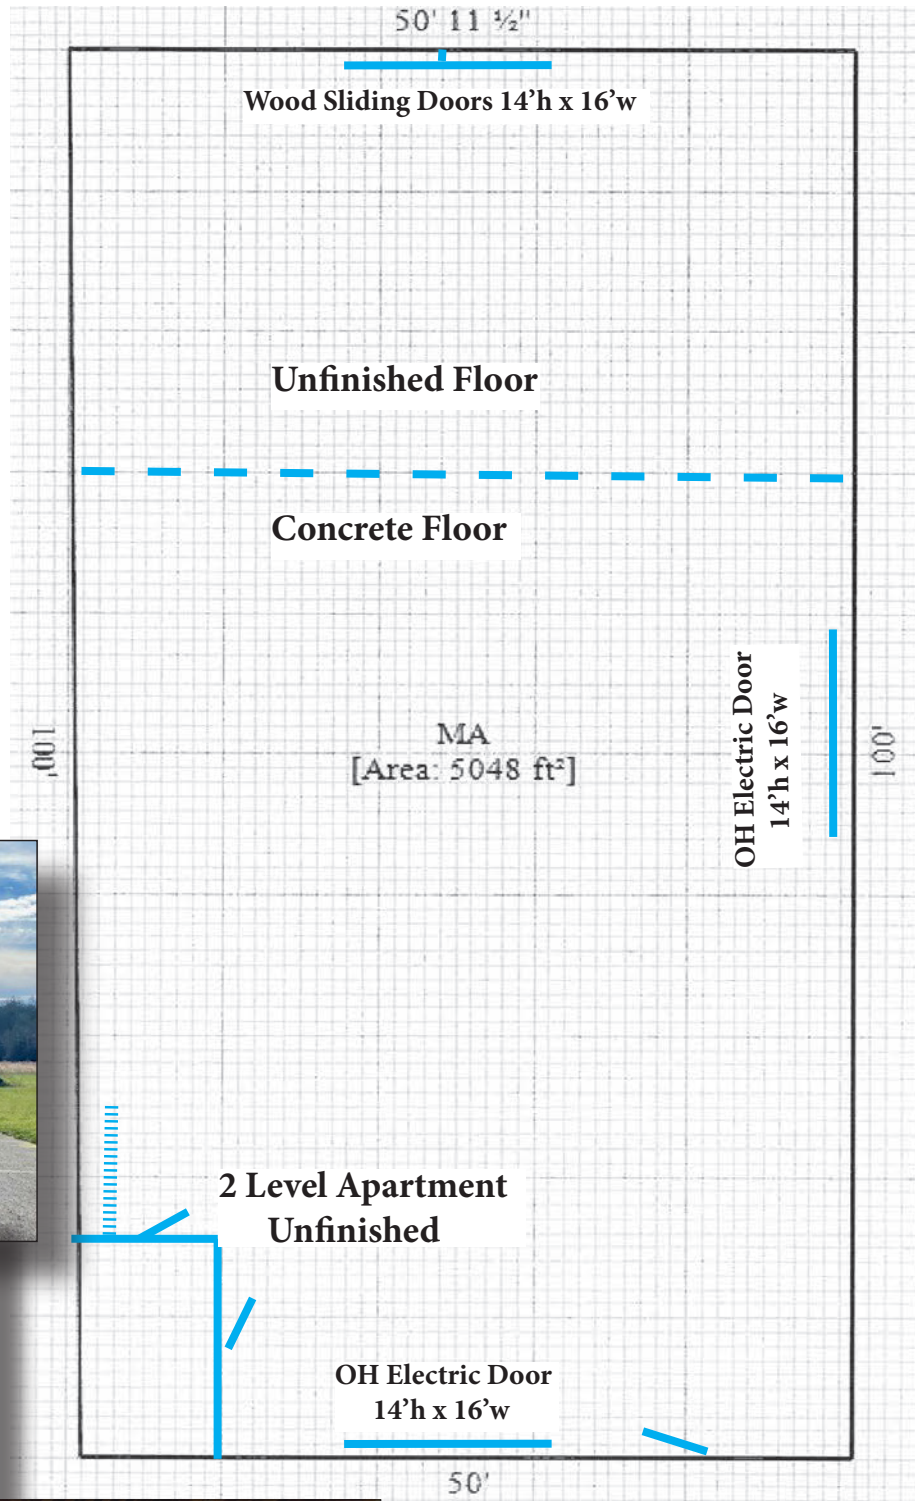 50' 11 ½"
Wood Sliding Doors 14’h x 16’w
Unfinished Floor
Concrete Floor
OH Electric Door
14’h x 16’w
100'
MA
[Area: 5048 ft²]
100'
2 Level Apartment
Unfinished
OH Electric Door
14’h x 16’w
50'